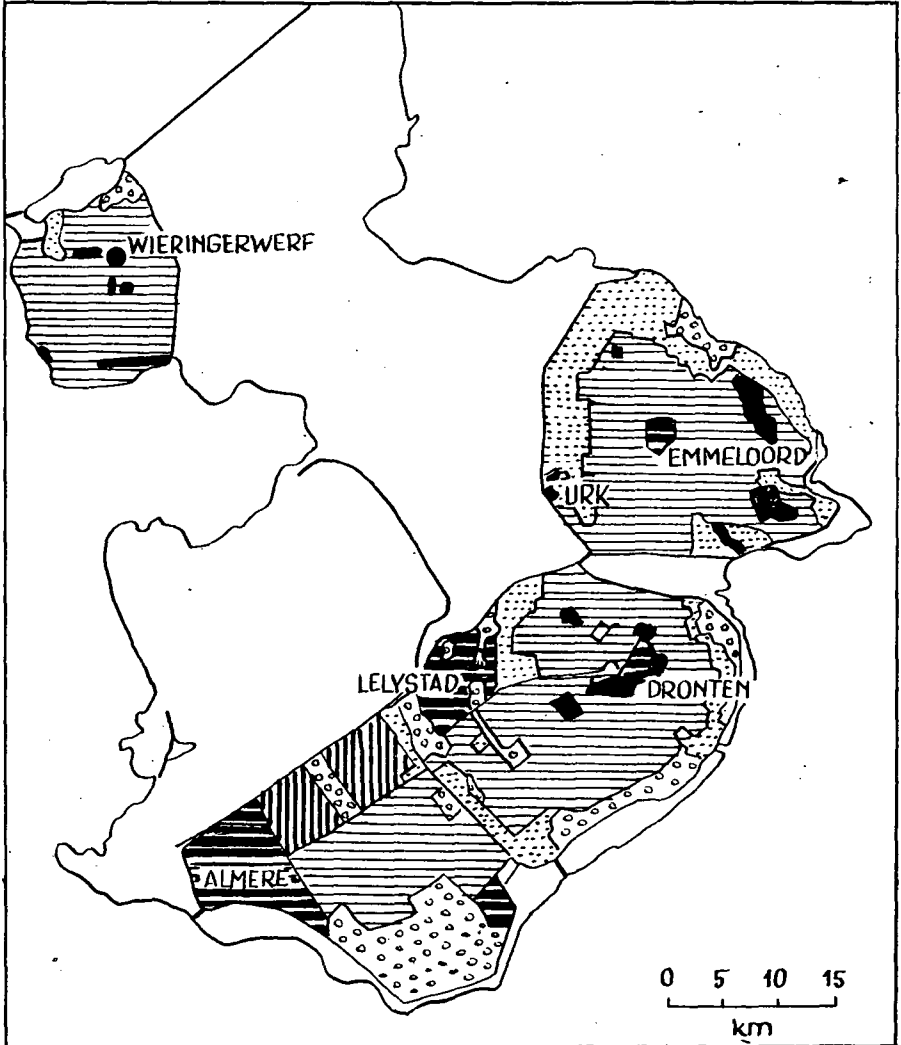 WIERINGERWERF
EMMELOORD
URK
LELYSTAD
DRONTEN
ALMERE
0 5 10 15
km